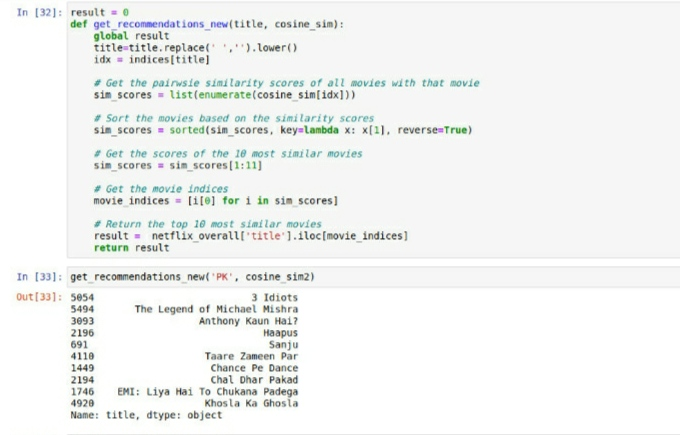 In [32]: result = 0
def get_recommendations_new(title, cosine_sim):
global result
title=title.replace(' ','').lower()
idx = indices[title]
# Get the pairwsie similarity scores of all movies with that movie
sim_scores = list(enumerate(cosine_sim[idx]))
# Sort the movies based on the similarity scores
sim_scores = sorted(sim_scores, key=lambda x: x[1], reverse=True)
# Get the scores of the 10 most similar movies
sim_scores = sim_scores[1:11]
# Get the movie indices
movie_indices = [i[0] for i in sim_scores]
# Return the top 10 most similar movies
result =  netflix_overall['title'].iloc[movie_indices]
return result
In [33]: get_recommendations_new('PK', cosine_sim2)
Out[33]: 5054 3 Idiots
5494 The Legend of Michael Mishra
3093 Anthony Kaun Hai?
2196 Haapus
691 Sanju
4110 Taare Zameen Par
1449 Chance Pe Dance
2194 Chal Dhar Pakad
1746 EMI: Liya Hai To Chukana Padega
4920 Khosla Ka Ghosla
Name: title, dtype: object